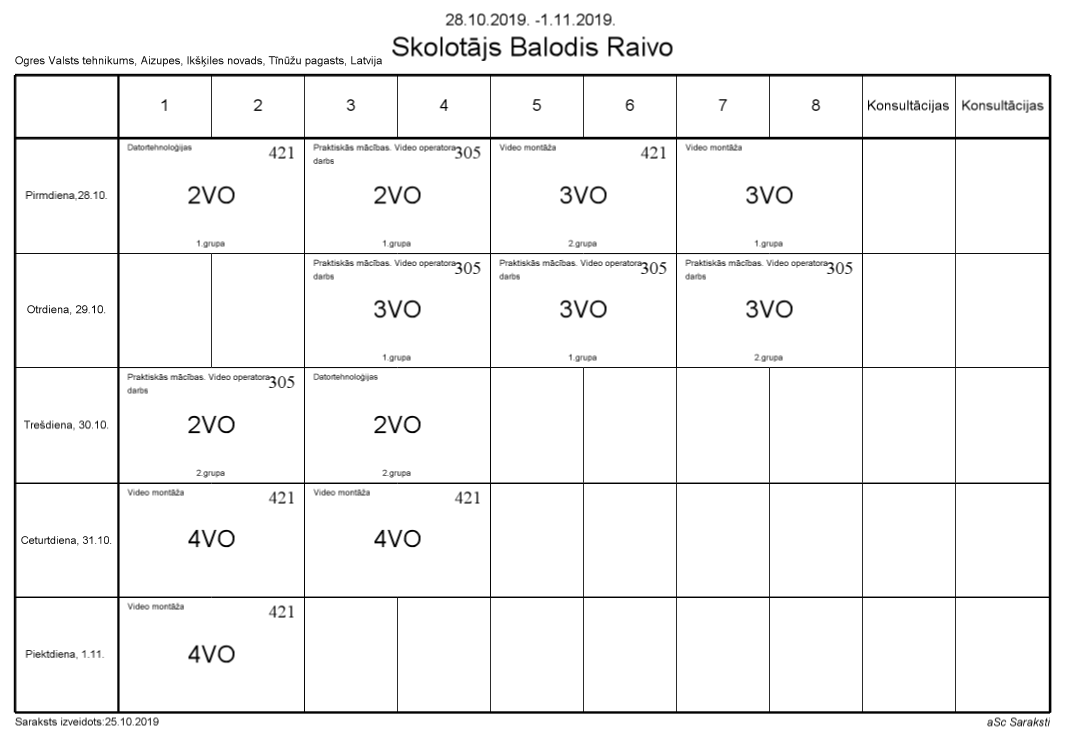 28.10.2019. -1.11.2019.
Skolotājs Balodis Raivo
Ogres Valsts tehnikums, Aizupes, Ikšķiles novads, Tīnūžu pagasts, Latvija
1 2 3 4 5 6 7 8 Konsultācijas Konsultācijas
Pirmdiena,28.10.
Datortehnoloģijas 421
2VO
1.grupa
Praktiskās mācības. Video operatora 305
darbs
2VO
1.grupa
Video montāža 421
3VO
2.grupa
Video montāža
3VO
1.grupa
Otrdiena, 29.10.
Praktiskās mācības. Video operatora 305
darbs
3VO
1.grupa
Praktiskās mācības. Video operatora 305
darbs
3VO
1.grupa
Praktiskās mācības. Video operatora 305
darbs
3VO
2.grupa
Trešdiena, 30.10.
Praktiskās mācības. Video operatora 305
darbs
2VO
2.grupa
Datortehnoloģijas
2VO
2.grupa
Ceturtdiena, 31.10.
Video montāža 421
4VO
Video montāža 421
4VO
Piektdiena, 1.11.
Video montāža 421
4VO
Saraksts izveidots:25.10.2019
aSc Saraksti